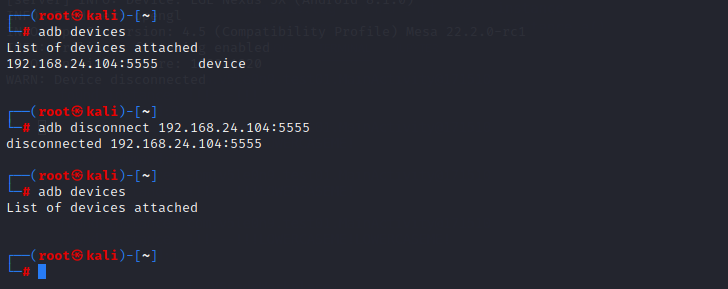 ┌──(root㉿kali)-[~]
└─# adb devices
List of devices attached
192.168.24.104:5555     device

┌──(root㉿kali)-[~]
└─# adb disconnect 192.168.24.104:5555
disconnected 192.168.24.104:5555

┌──(root㉿kali)-[~]
└─# adb devices
List of devices attached

┌──(root㉿kali)-[~]
└─#